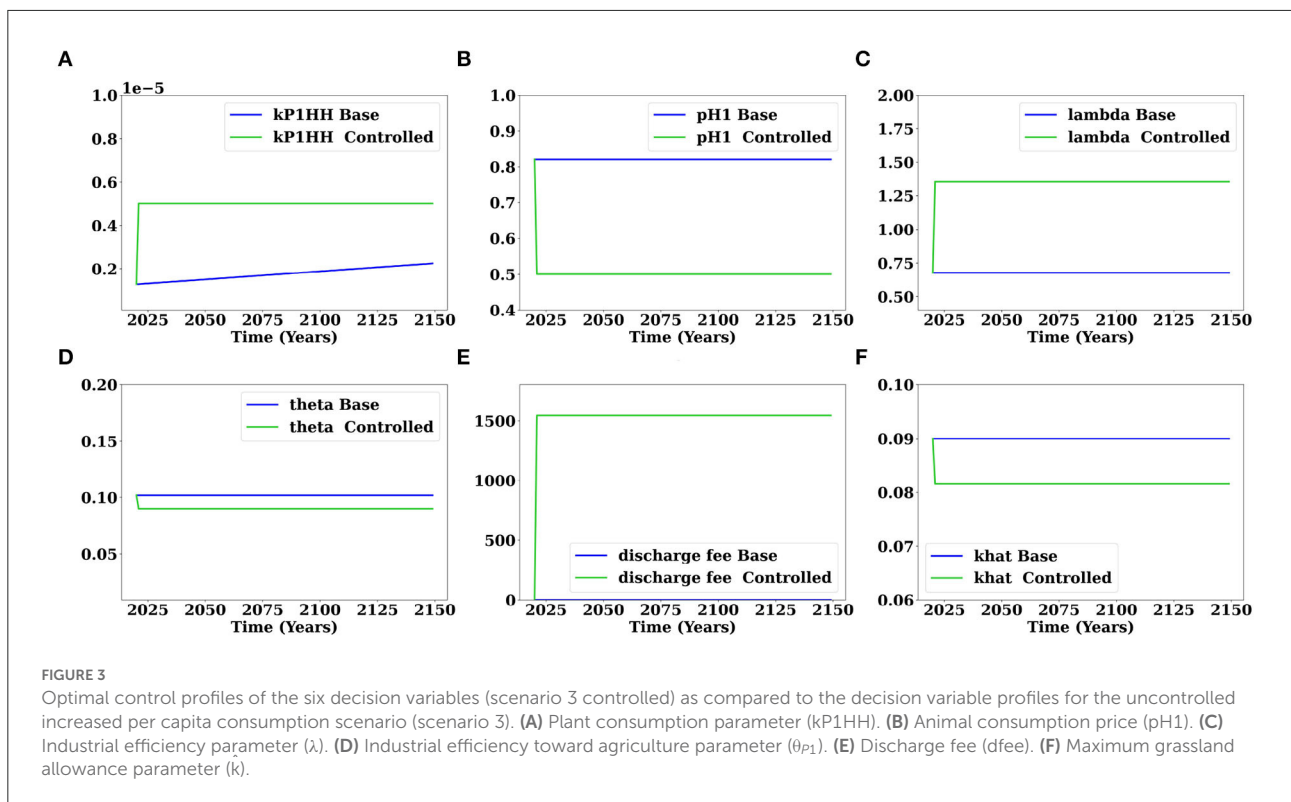 A
1e−5
1.0
0.8
0.6
0.4
0.2
kP1HH Base
kP1HH Controlled
2025 2050 2075 2100 2125 2150
Time (Years)
B
1.0
0.9
0.8
0.7
0.6
0.5
0.4
pH1 Base
pH1 Controlled
2025 2050 2075 2100 2125 2150
Time (Years)
C
2.00
1.75
1.50
1.25
1.00
0.75
0.50
lambda Base
lambda Controlled
2025 2050 2075 2100 2125 2150
Time (Years)
D
0.20
0.15
0.10
0.05
theta Base
theta Controlled
2025 2050 2075 2100 2125 2150
Time (Years)
E
1500
1000
500
0
discharge fee Base
discharge fee Controlled
2025 2050 2075 2100 2125 2150
Time (Years)
F
0.10
0.09
0.08
0.07
0.06
khat Base
khat Controlled
2025 2050 2075 2100 2125 2150
Time (Years)
FIGURE 3
Optimal control profiles of the six decision variables (scenario 3 controlled) as compared to the decision variable profiles for the uncontrolled
increased per capita consumption scenario (scenario 3). (A) Plant consumption parameter (kP1HH). (B) Animal consumption price (pH1). (C)
Industrial efficiency parameter (λ). (D) Industrial efficiency toward agriculture parameter (θP1). (E) Discharge fee (dfee). (F) Maximum grassland
allowance parameter (k̂).